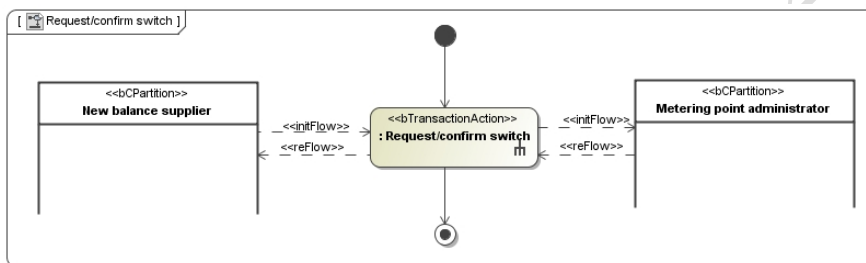 [ Request/confirm switch ]
<<bCPartition>>
New balance supplier
<<initFlow>>
<<reFlow>>
<<bTransactionAction>>
: Request/confirm switch
<<initFlow>>
<<reFlow>>
<<bCPartition>>
Metering point administrator